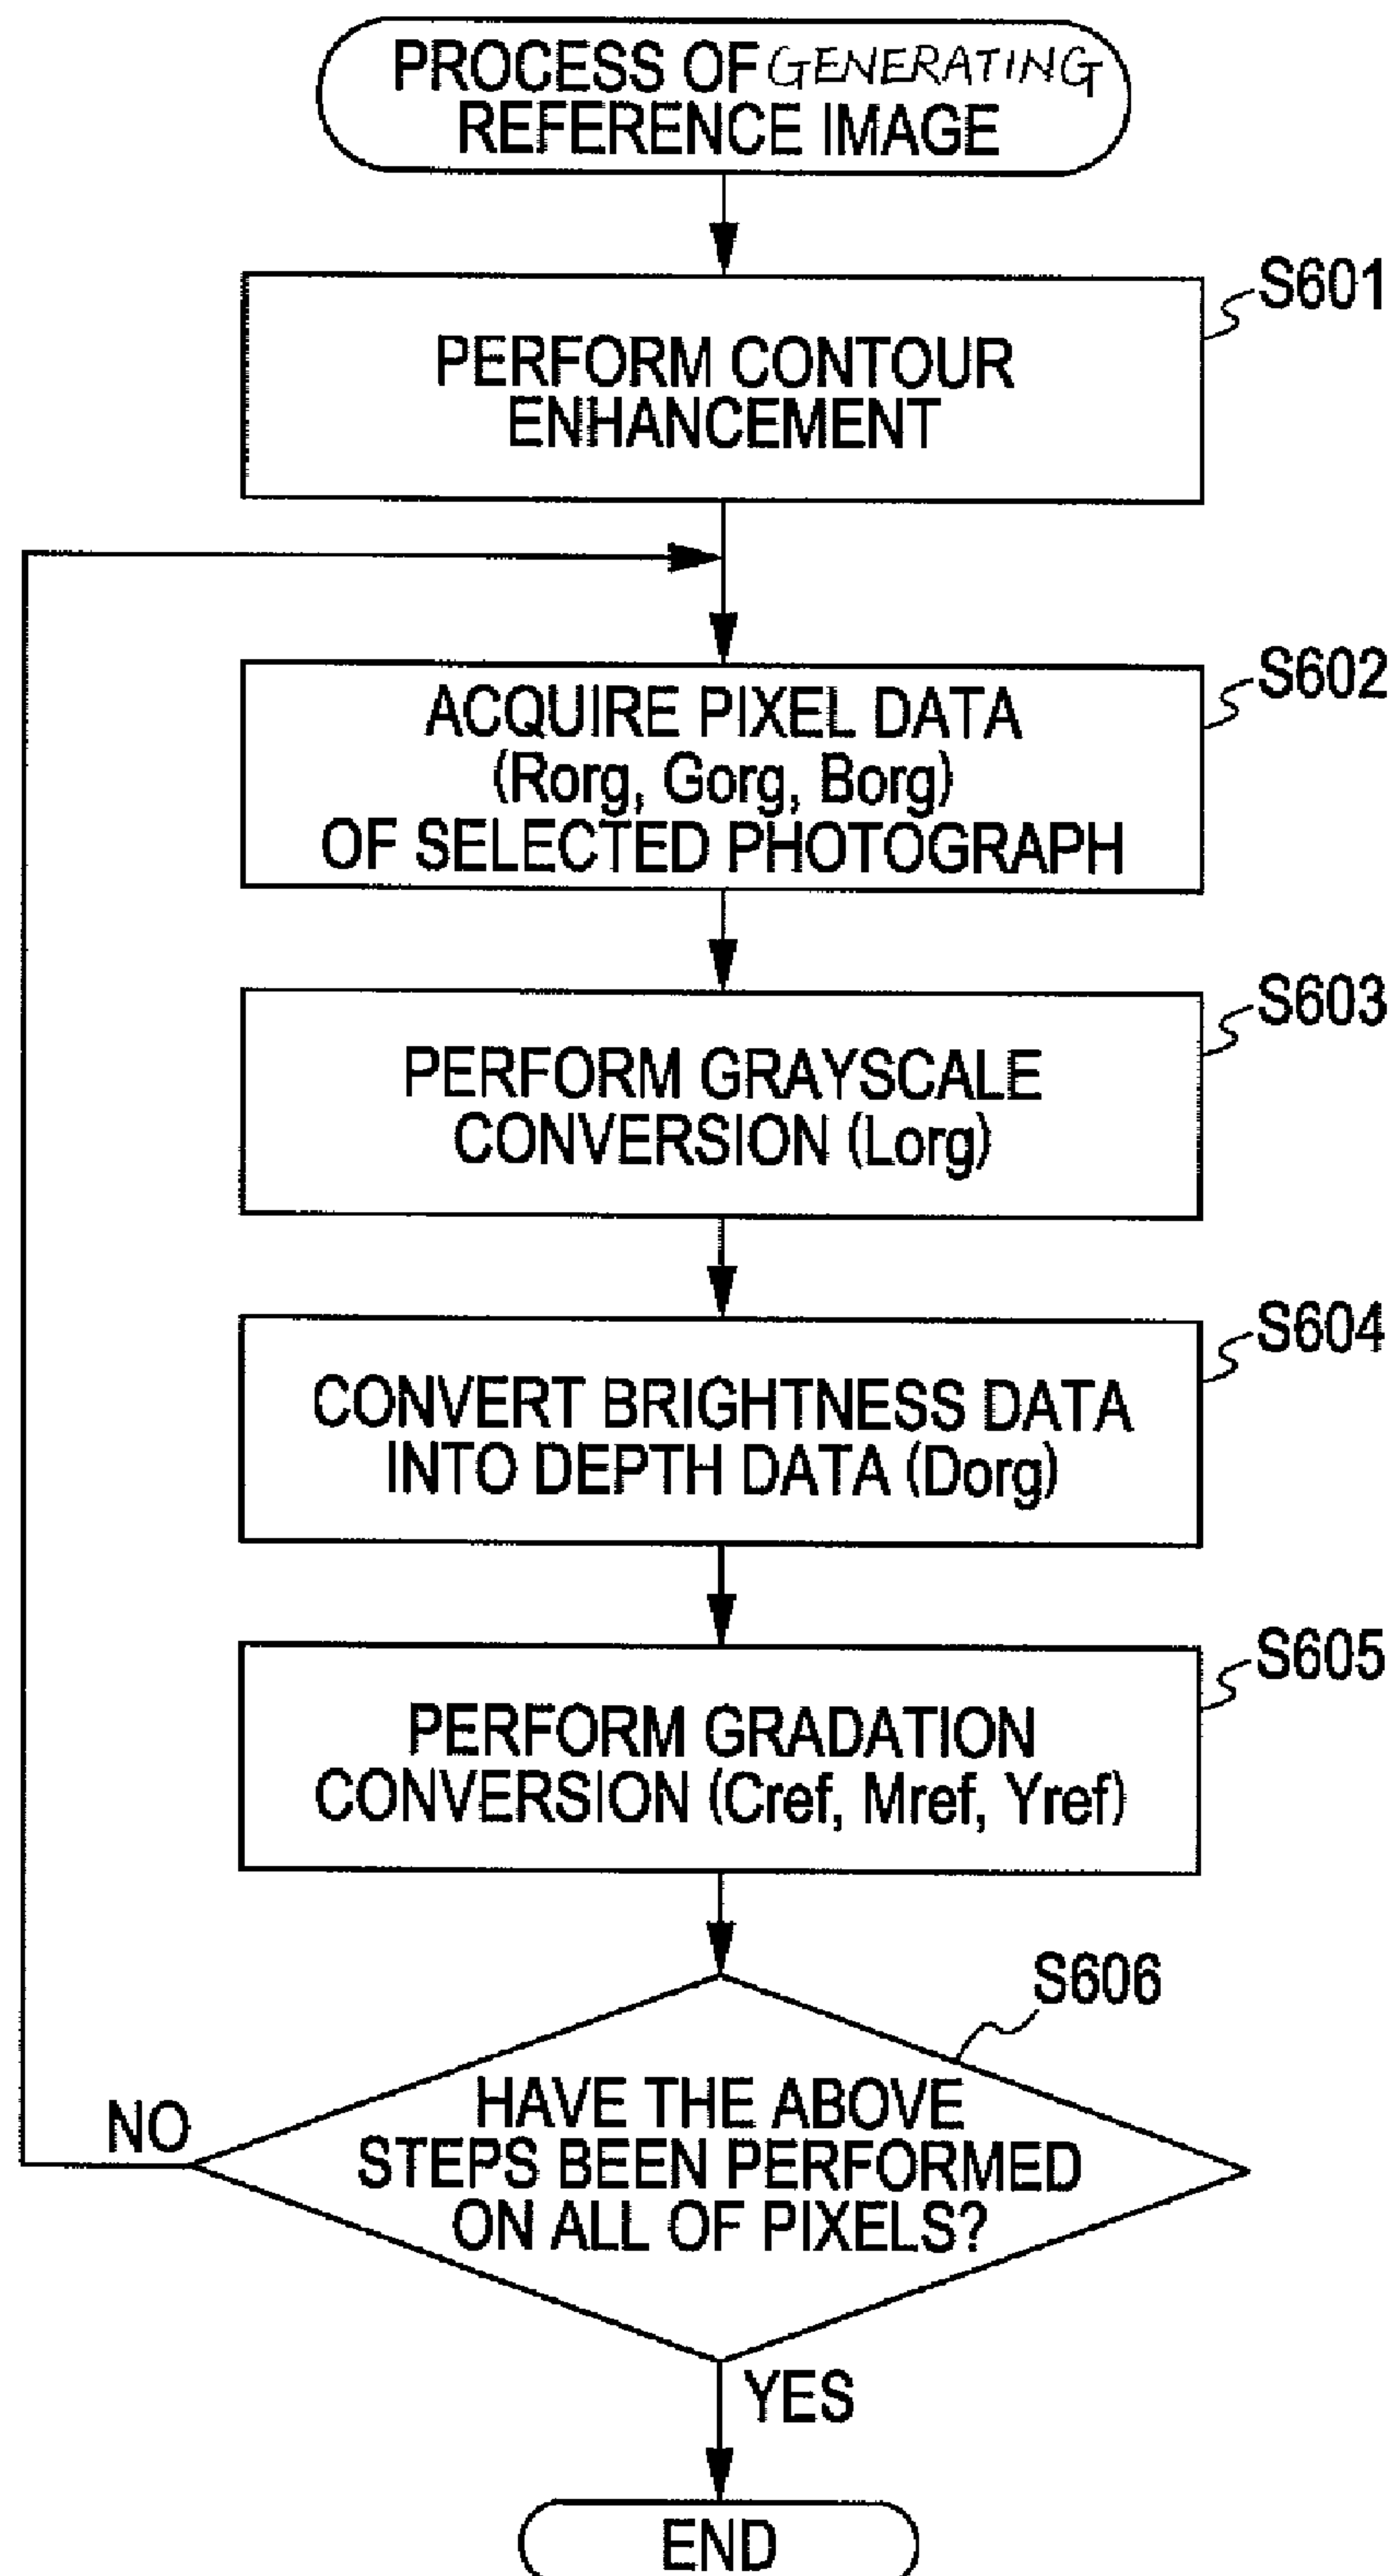 PROCESS OF GENERATING
REFERENCE IMAGE
S601
PERFORM CONTOUR
ENHANCEMENT
S602
ACQUIRE PIXEL DATA
(Rorg, Gorg, Borg)
OF SELECTED PHOTOGRAPH
S603
PERFORM GRAYSCALE
CONVERSION (Lorg)
S604
CONVERT BRIGHTNESS DATA
INTO DEPTH DATA (Dorg)
S605
PERFORM GRADATION
CONVERSION (Cref, Mref, Yref)
S606
HAVE THE ABOVE
STEPS BEEN PERFORMED
ON ALL OF PIXELS?
NO
YES
END